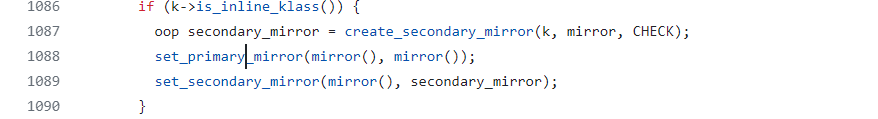 1086 if (k->is_inline_klass()) {
1087 oop secondary_mirror = create_secondary_mirror(k, mirror, CHECK);
1088 set_primary_mirror(mirror(), mirror());
1089 set_secondary_mirror(mirror(), secondary_mirror);
1090 }